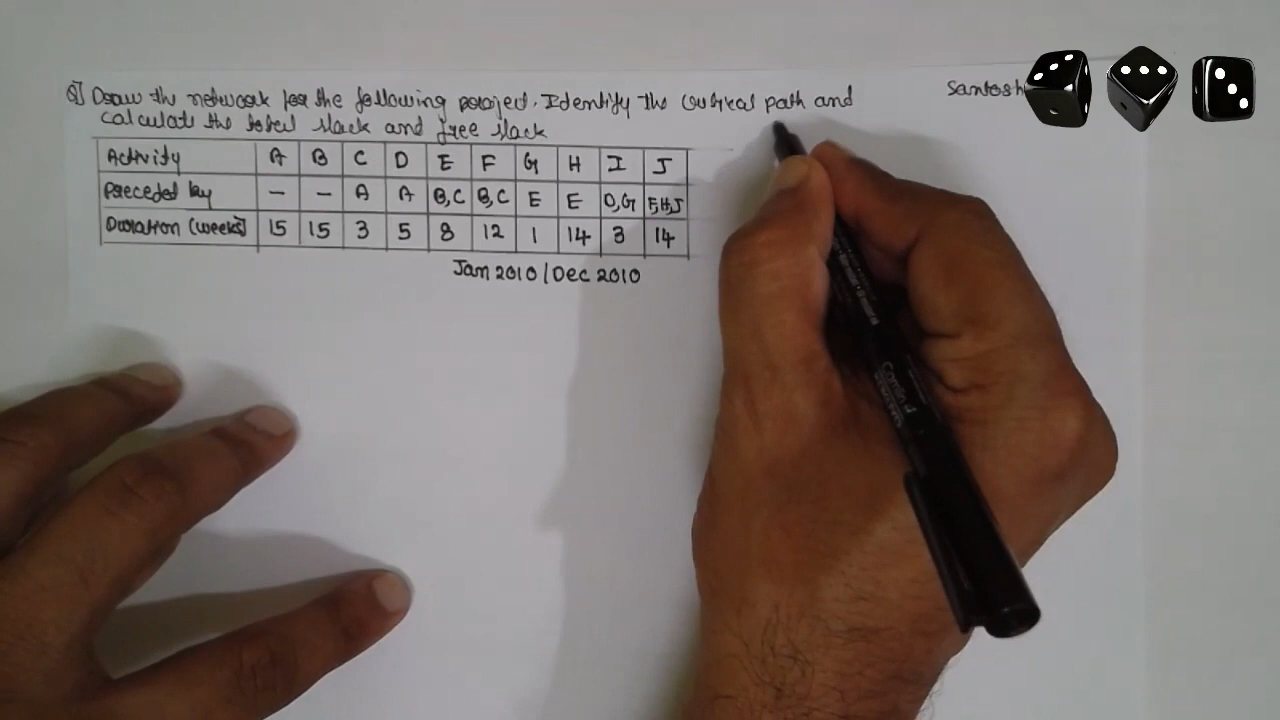 Q] Draw the network for the following project. Identify the critical path and
calculate the total slack and free slack
Santosh
Activity A B C D E F G H I J
Preceded by — — A A B,C B,C E E D,G F,H,J
Duration (weeks) 15 15 3 5 8 12 1 14 3 14
Jan 2010 / Dec 2010